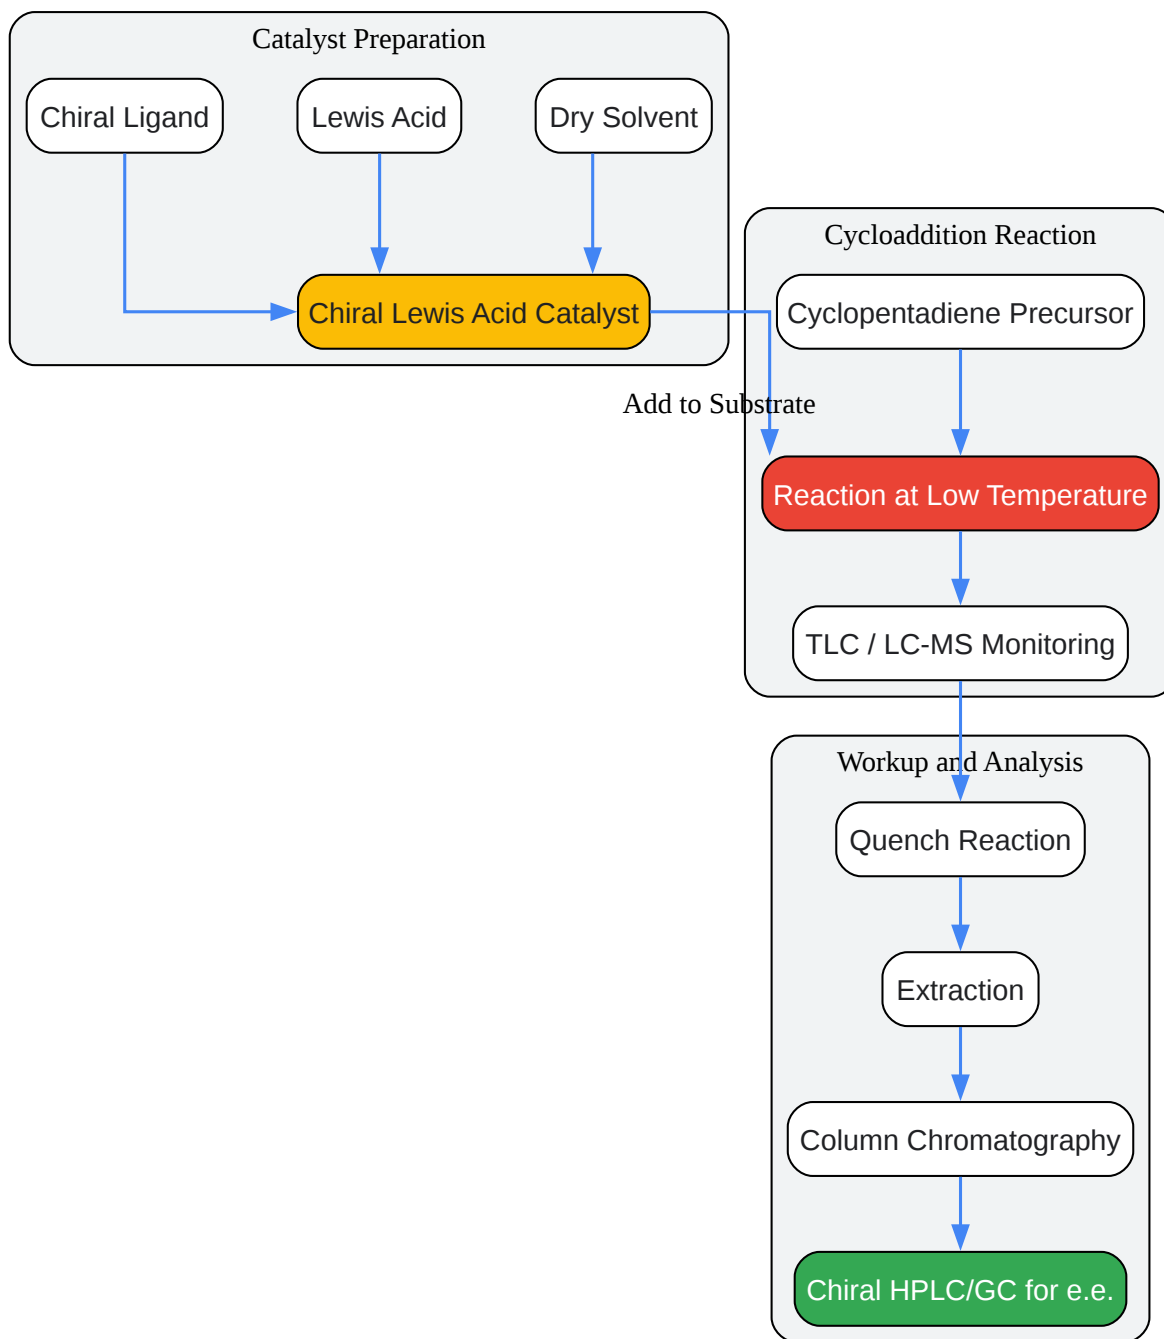 Catalyst Preparation
Chiral Ligand
Lewis Acid
Dry Solvent
Chiral Lewis Acid Catalyst
Add to Substrate
Cycloaddition Reaction
Cyclopentadiene Precursor
Reaction at Low Temperature
TLC / LC-MS Monitoring
Workup and Analysis
Quench Reaction
Extraction
Column Chromatography
Chiral HPLC/GC for e.e.